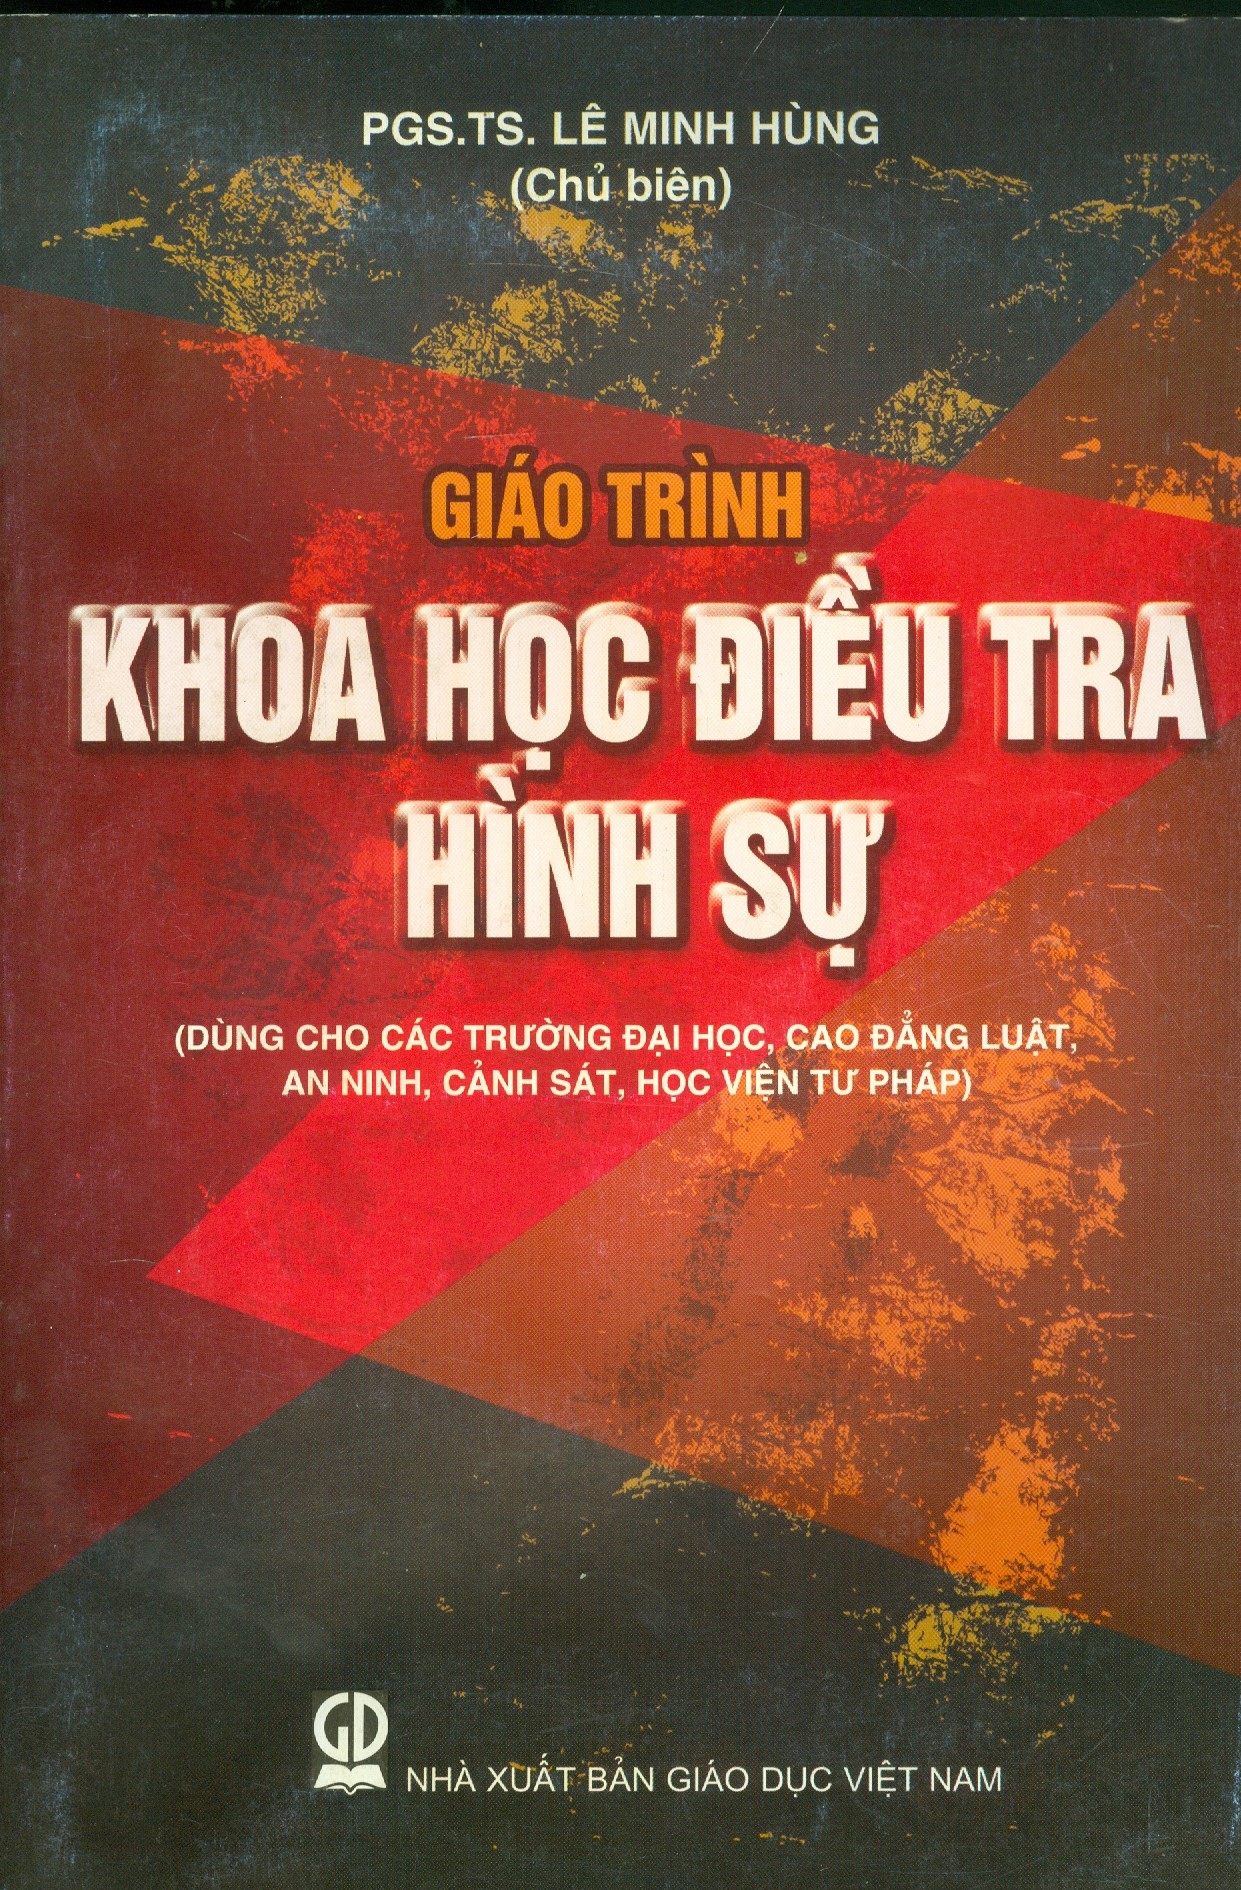 PGS.TS. LÊ MINH HÙNG
(Chủ biên)
GIÁO TRÌNH
KHOA HỌC ĐIỀU TRA
HÌNH SỰ
(DÙNG CHO CÁC TRƯỜNG ĐẠI HỌC, CAO ĐẲNG LUẬT,
AN NINH, CẢNH SÁT, HỌC VIỆN TƯ PHÁP)
GD
NHÀ XUẤT BẢN GIÁO DỤC VIỆT NAM